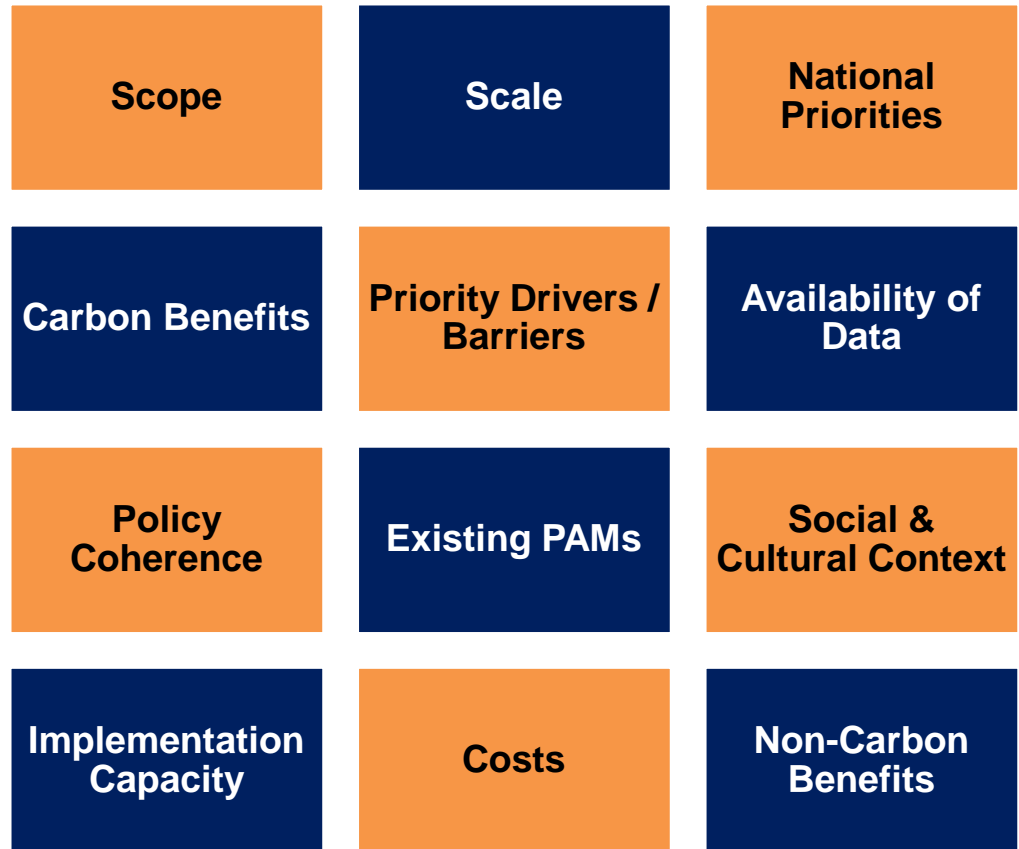 Scope
Scale
National
Priorities
Carbon Benefits
Priority Drivers /
Barriers
Availability of
Data
Policy
Coherence
Existing PAMs
Social &
Cultural Context
Implementation
Capacity
Costs
Non-Carbon
Benefits